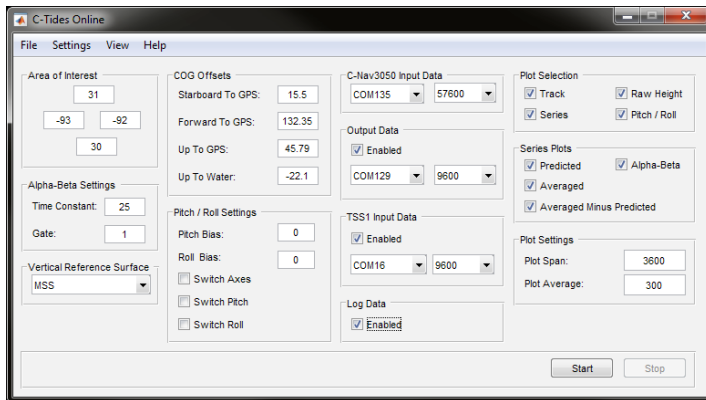 C-Tides Online
File Settings View Help
Area of Interest
31
-93 -92
30
Alpha-Beta Settings
Time Constant: 25
Gate: 1
Vertical Reference Surface
MSS
COG Offsets
Starboard To GPS: 15.5
Forward To GPS: 132.35
Up To GPS: 45.79
Up To Water: -22.1
Pitch / Roll Settings
Pitch Bias: 0
Roll Bias: 0
Switch Axes
Switch Pitch
Switch Roll
C-Nav3050 Input Data
COM135 57600
Output Data
Enabled
COM129 9600
TSS1 Input Data
Enabled
COM16 9600
Log Data
Enabled
Plot Selection
Track Raw Height
Series Pitch / Roll
Series Plots
Predicted Alpha-Beta
Averaged
Averaged Minus Predicted
Plot Settings
Plot Span: 3600
Plot Average: 300
Start Stop